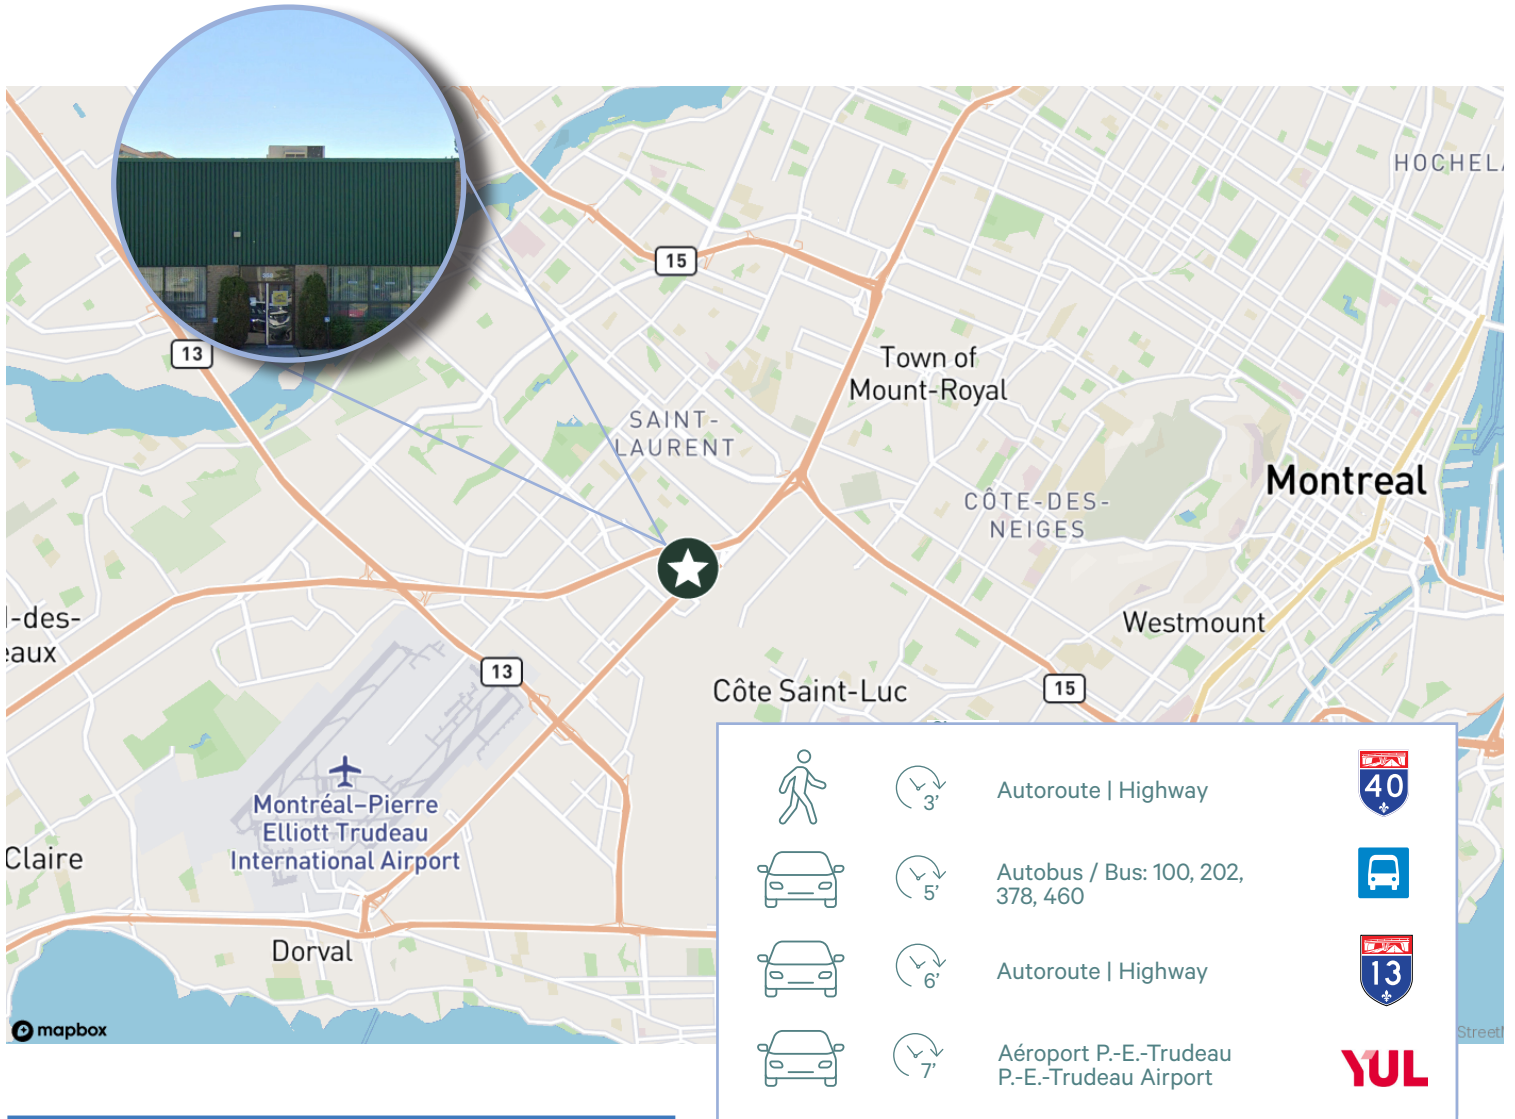 HOCHELA
15
13
Town of
Mount-Royal
SAINT-
LAURENT
Montreal
CÔTE-DES-
NEIGES
-des-
eaux
Westmount
13
Côte Saint-Luc
15
Montréal–Pierre
Elliott Trudeau
International Airport
Claire
Dorval
mapbox
Street
3’
Autoroute | Highway
40
5’
Autobus / Bus: 100, 202,
378, 460
6’
Autoroute | Highway
13
7’
Aéroport P.-E.-Trudeau
P.-E.-Trudeau Airport
YUL